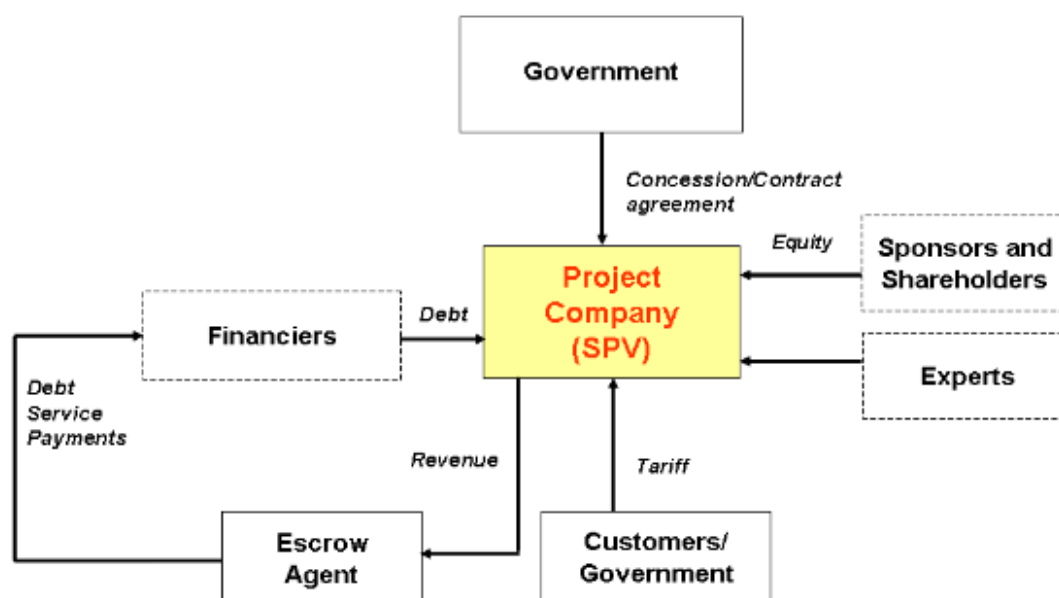 Government
Concession/Contract
agreement
Equity
Sponsors and
Shareholders
Project
Company
(SPV)
Financiers
Debt
Experts
Debt
Service
Payments
Revenue
Tariff
Escrow
Agent
Customers/
Government